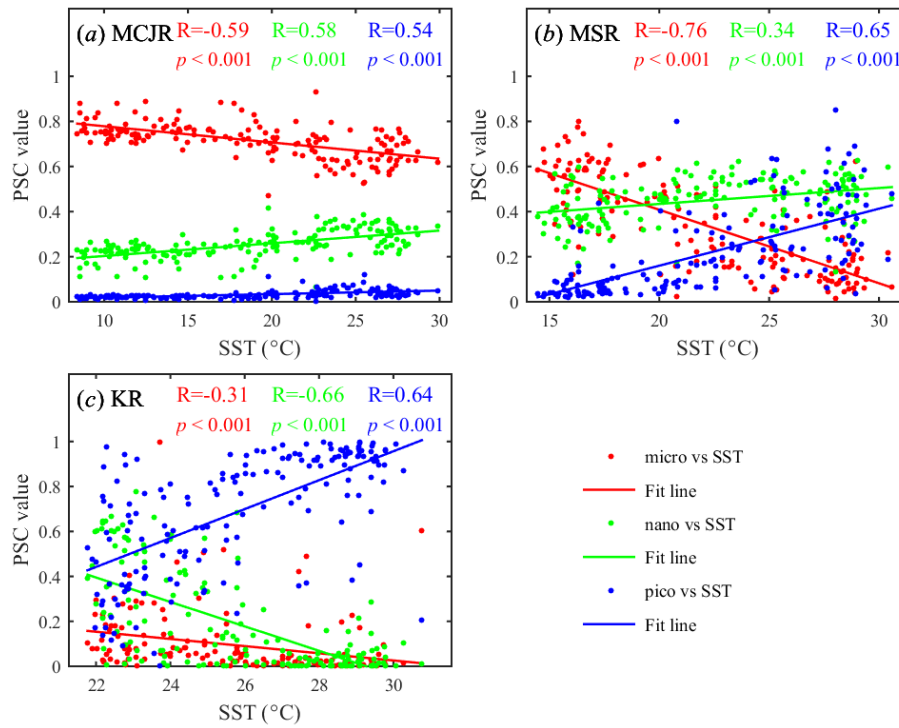 (a) MCJR R=-0.59 R=0.58 R=0.54
p < 0.001 p < 0.001 p < 0.001
1
0.8
0.6
0.4
0.2
0
PSC value
10 15 20 25 30
SST (°C)
(b) MSR R=-0.76 R=0.34 R=0.65
p < 0.001 p < 0.001 p < 0.001
1
0.8
0.6
0.4
0.2
0
PSC value
15 20 25 30
SST (°C)
(c) KR R=-0.31 R=-0.66 R=0.64
p < 0.001 p < 0.001 p < 0.001
1
0.8
0.6
0.4
0.2
0
PSC value
22 24 26 28 30
SST (°C)
micro vs SST
Fit line
nano vs SST
Fit line
pico vs SST
Fit line